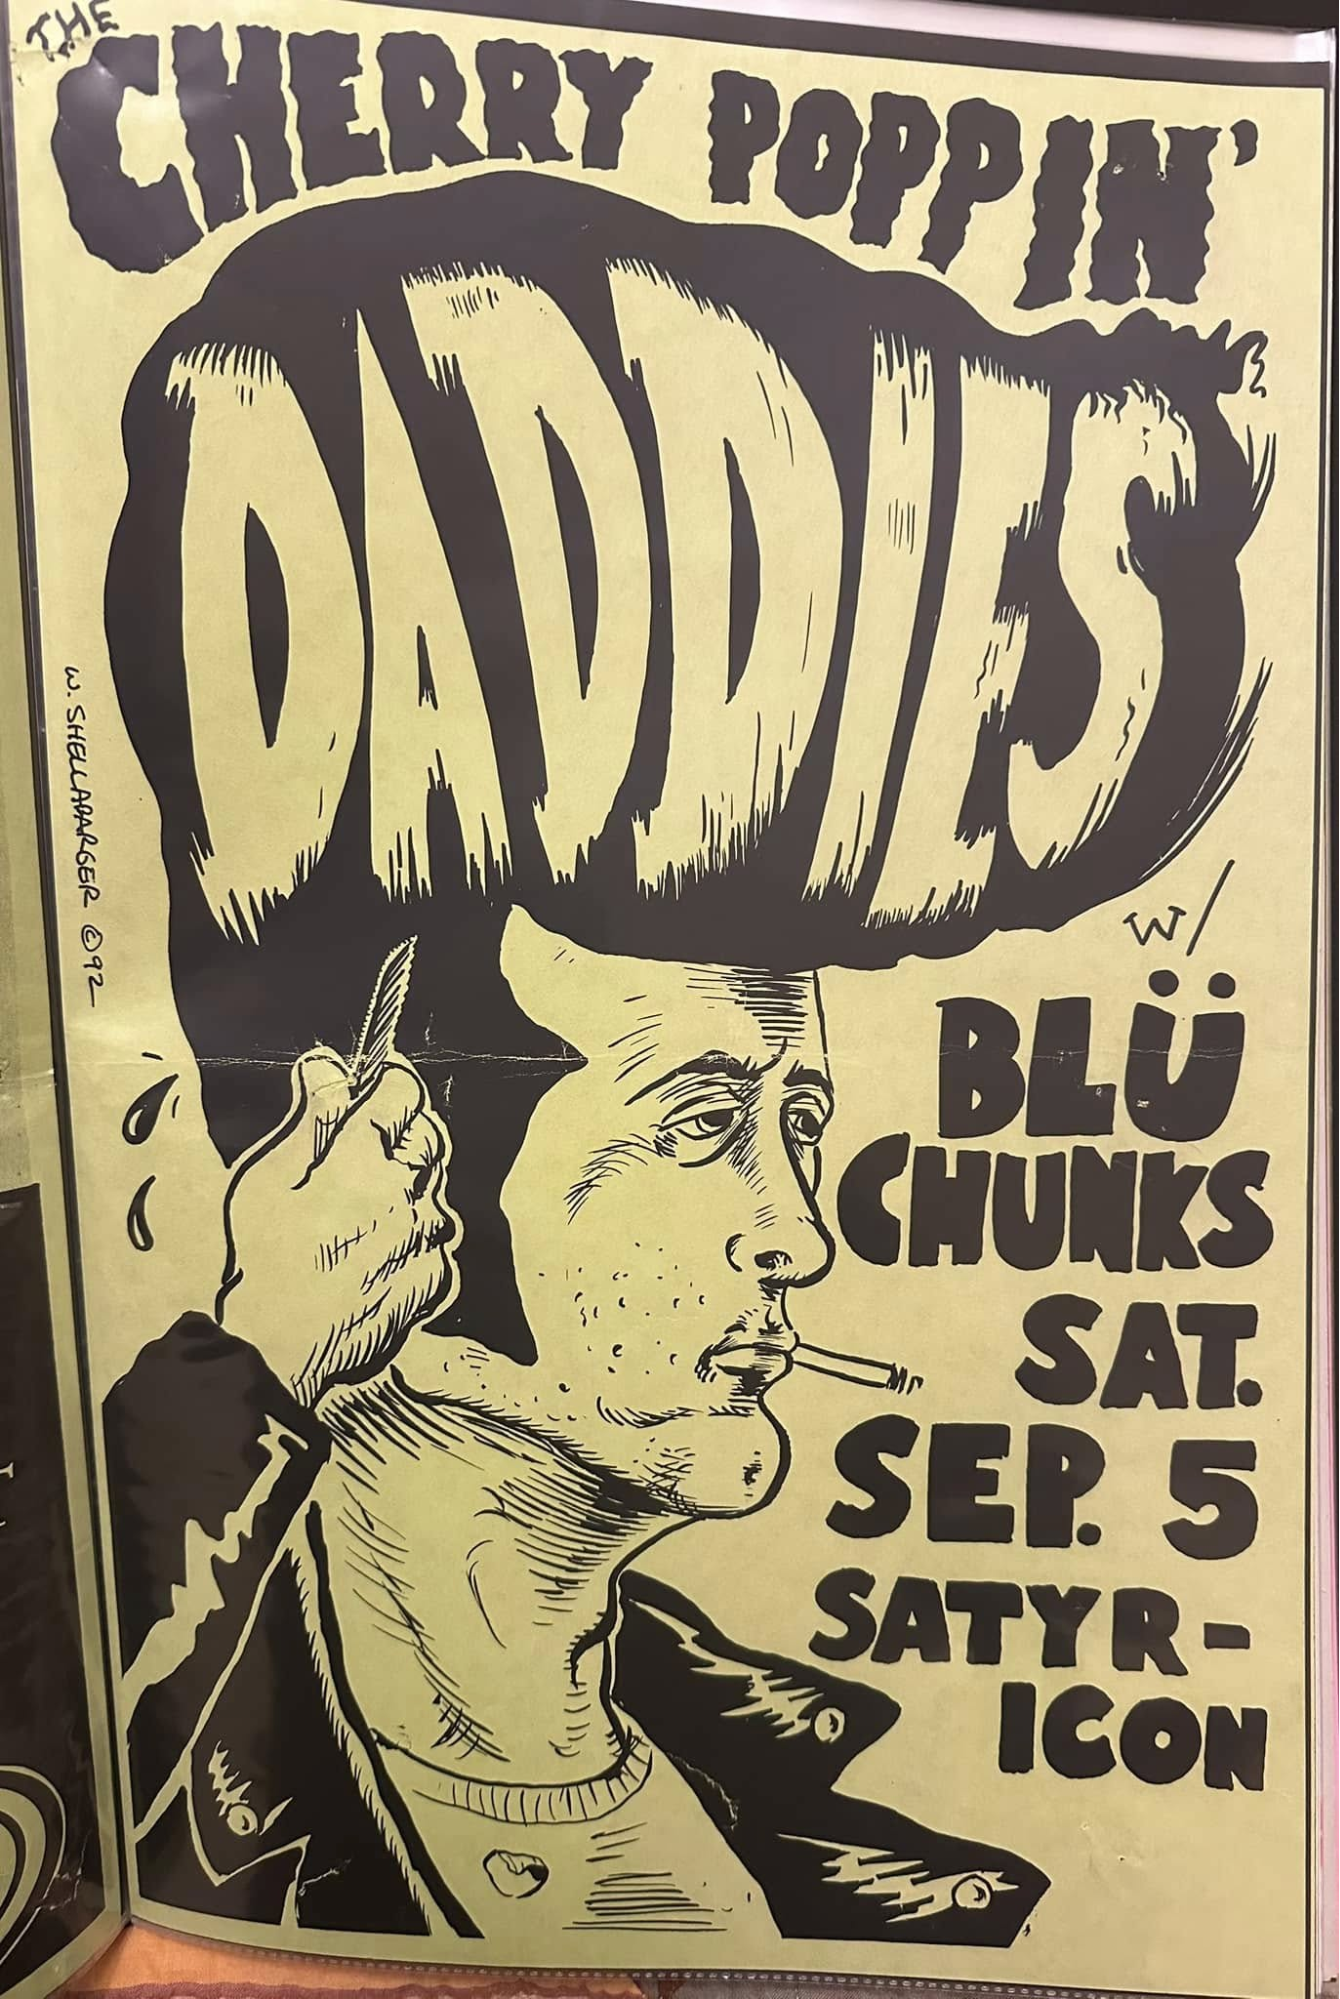 THE
CHERRY POPPIN'
DADDIES
W/
BLÜ
CHUNKS
SAT.
SEP. 5
SATYR-
ICON
W. SHELLABARGER ©92